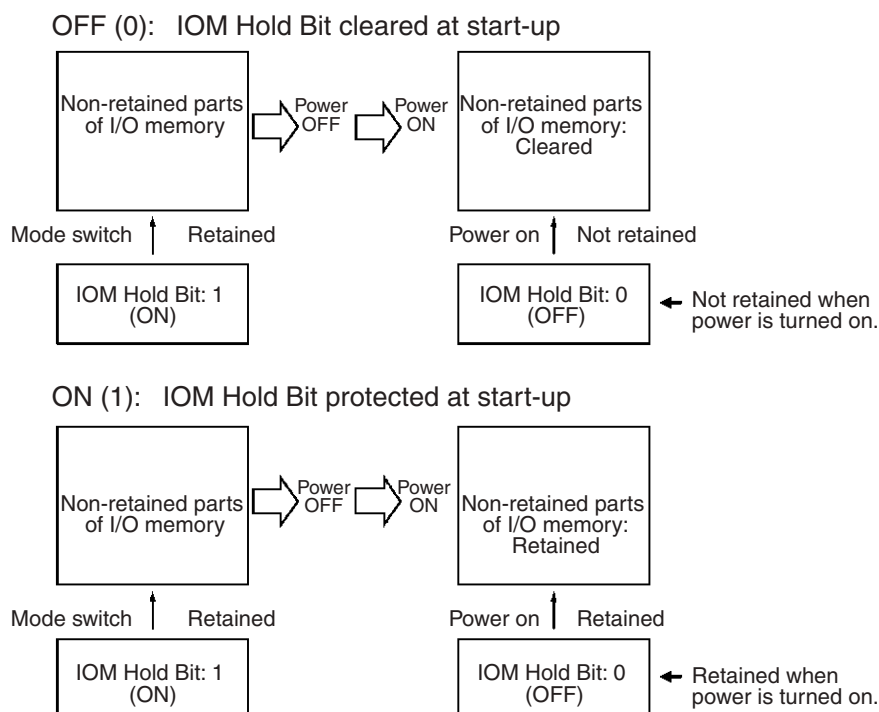 OFF (0): IOM Hold Bit cleared at start-up
Non-retained parts
of I/O memory
Power
OFF
Power
ON
Non-retained parts
of I/O memory:
Cleared
Mode switch
Retained
Power on
Not retained
IOM Hold Bit: 1
(ON)
IOM Hold Bit: 0
(OFF)
Not retained when
power is turned on.
ON (1): IOM Hold Bit protected at start-up
Non-retained parts
of I/O memory
Power
OFF
Power
ON
Non-retained parts
of I/O memory:
Retained
Mode switch
Retained
Power on
Retained
IOM Hold Bit: 1
(ON)
IOM Hold Bit: 0
(OFF)
Retained when
power is turned on.